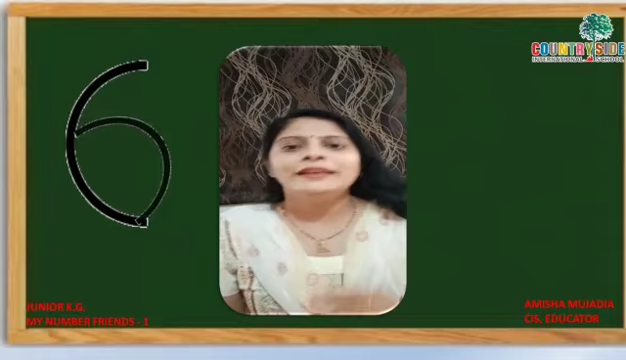 6
COUNTRYSIDE
INTERNATIONAL SCHOOL
JUNIOR K.G.
MY NUMBER FRIENDS - 1
AMISHA MUJADIA
CIS, EDUCATOR